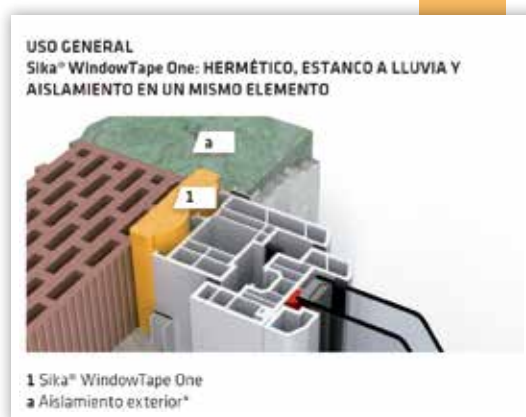 USO GENERAL
Sika® WindowTape One: HERMÉTICO, ESTANCO A LLUVIA Y
AISLAMIENTO EN UN MISMO ELEMENTO
a
1
1 Sika® WindowTape One
a Aislamiento exterior*